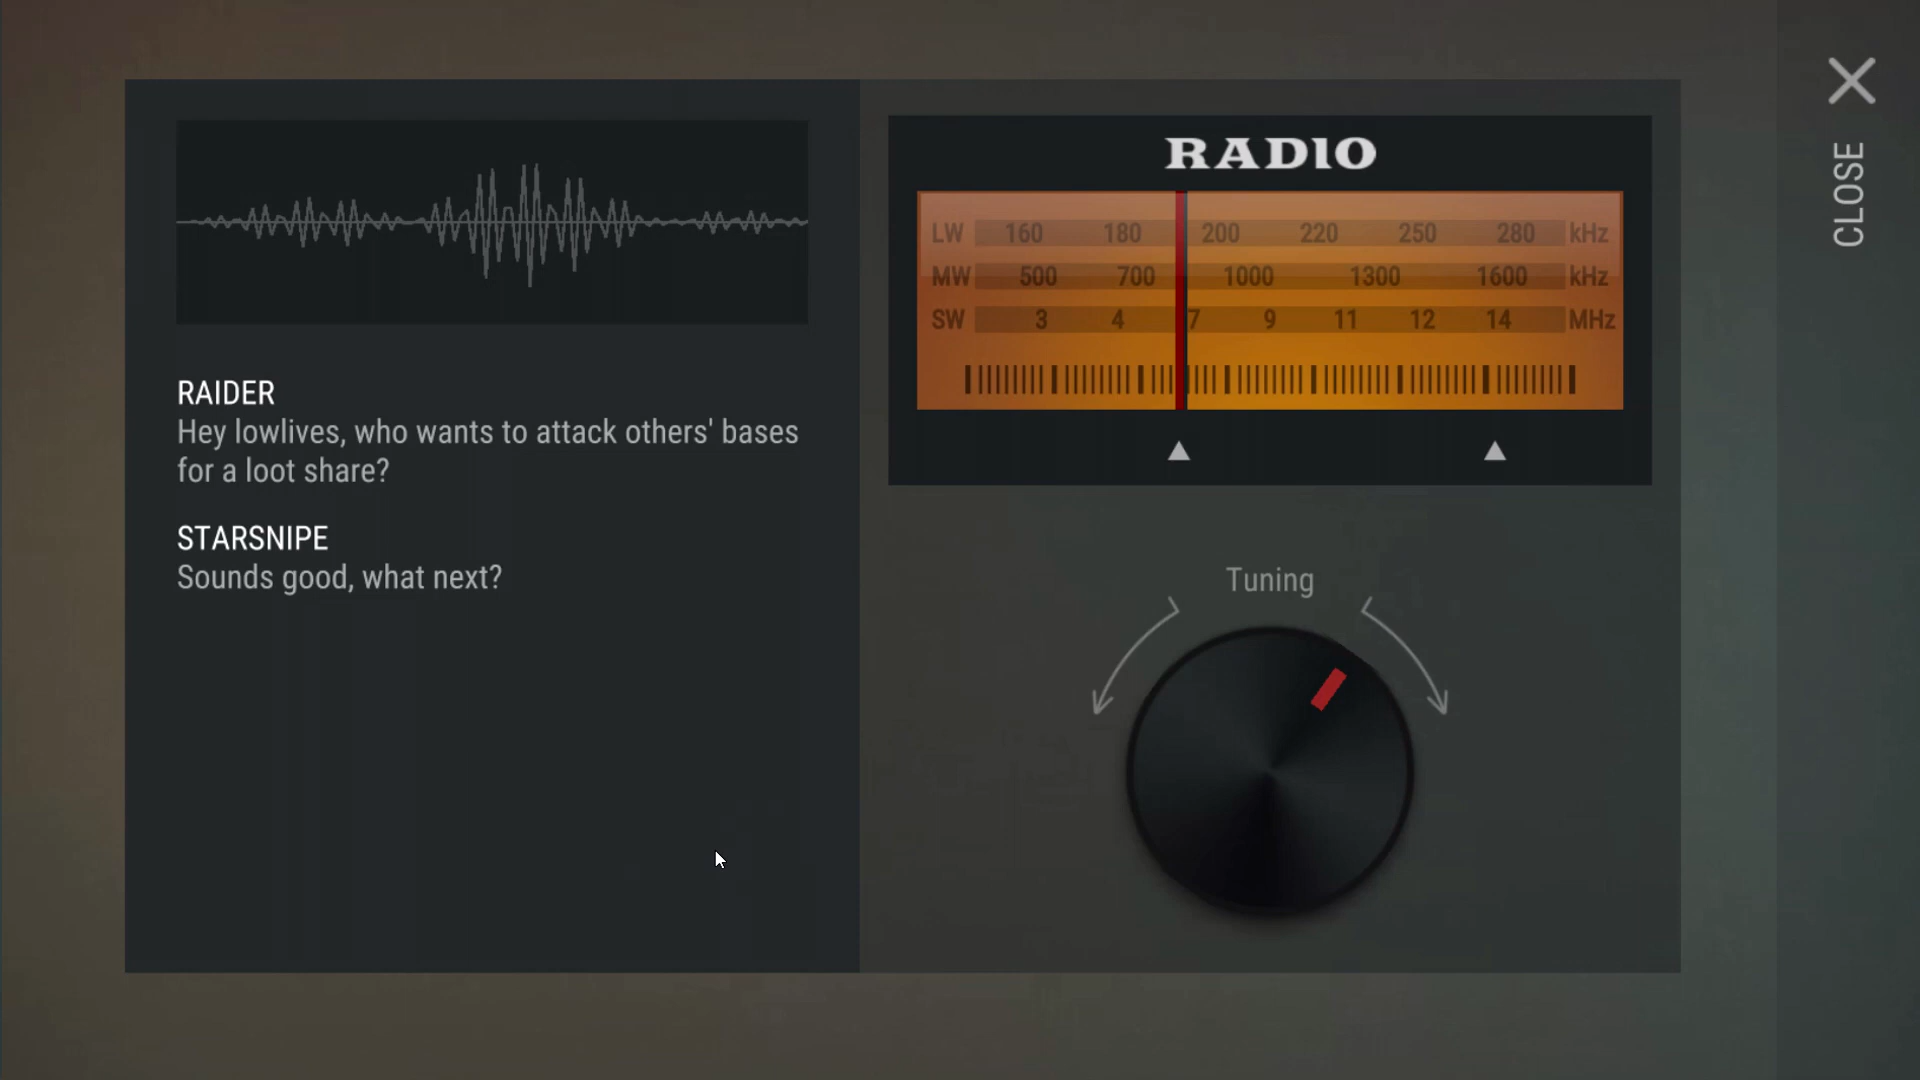 RAIDER
Hey lowlives, who wants to attack others' bases
for a loot share?
STARSNIPE
Sounds good, what next?
RADIO
LW 160 180 200 220 250 280 kHz
MW 500 700 1000 1300 1600 kHz
SW 3 4 7 9 11 12 14 MHz
Tuning
CLOSE